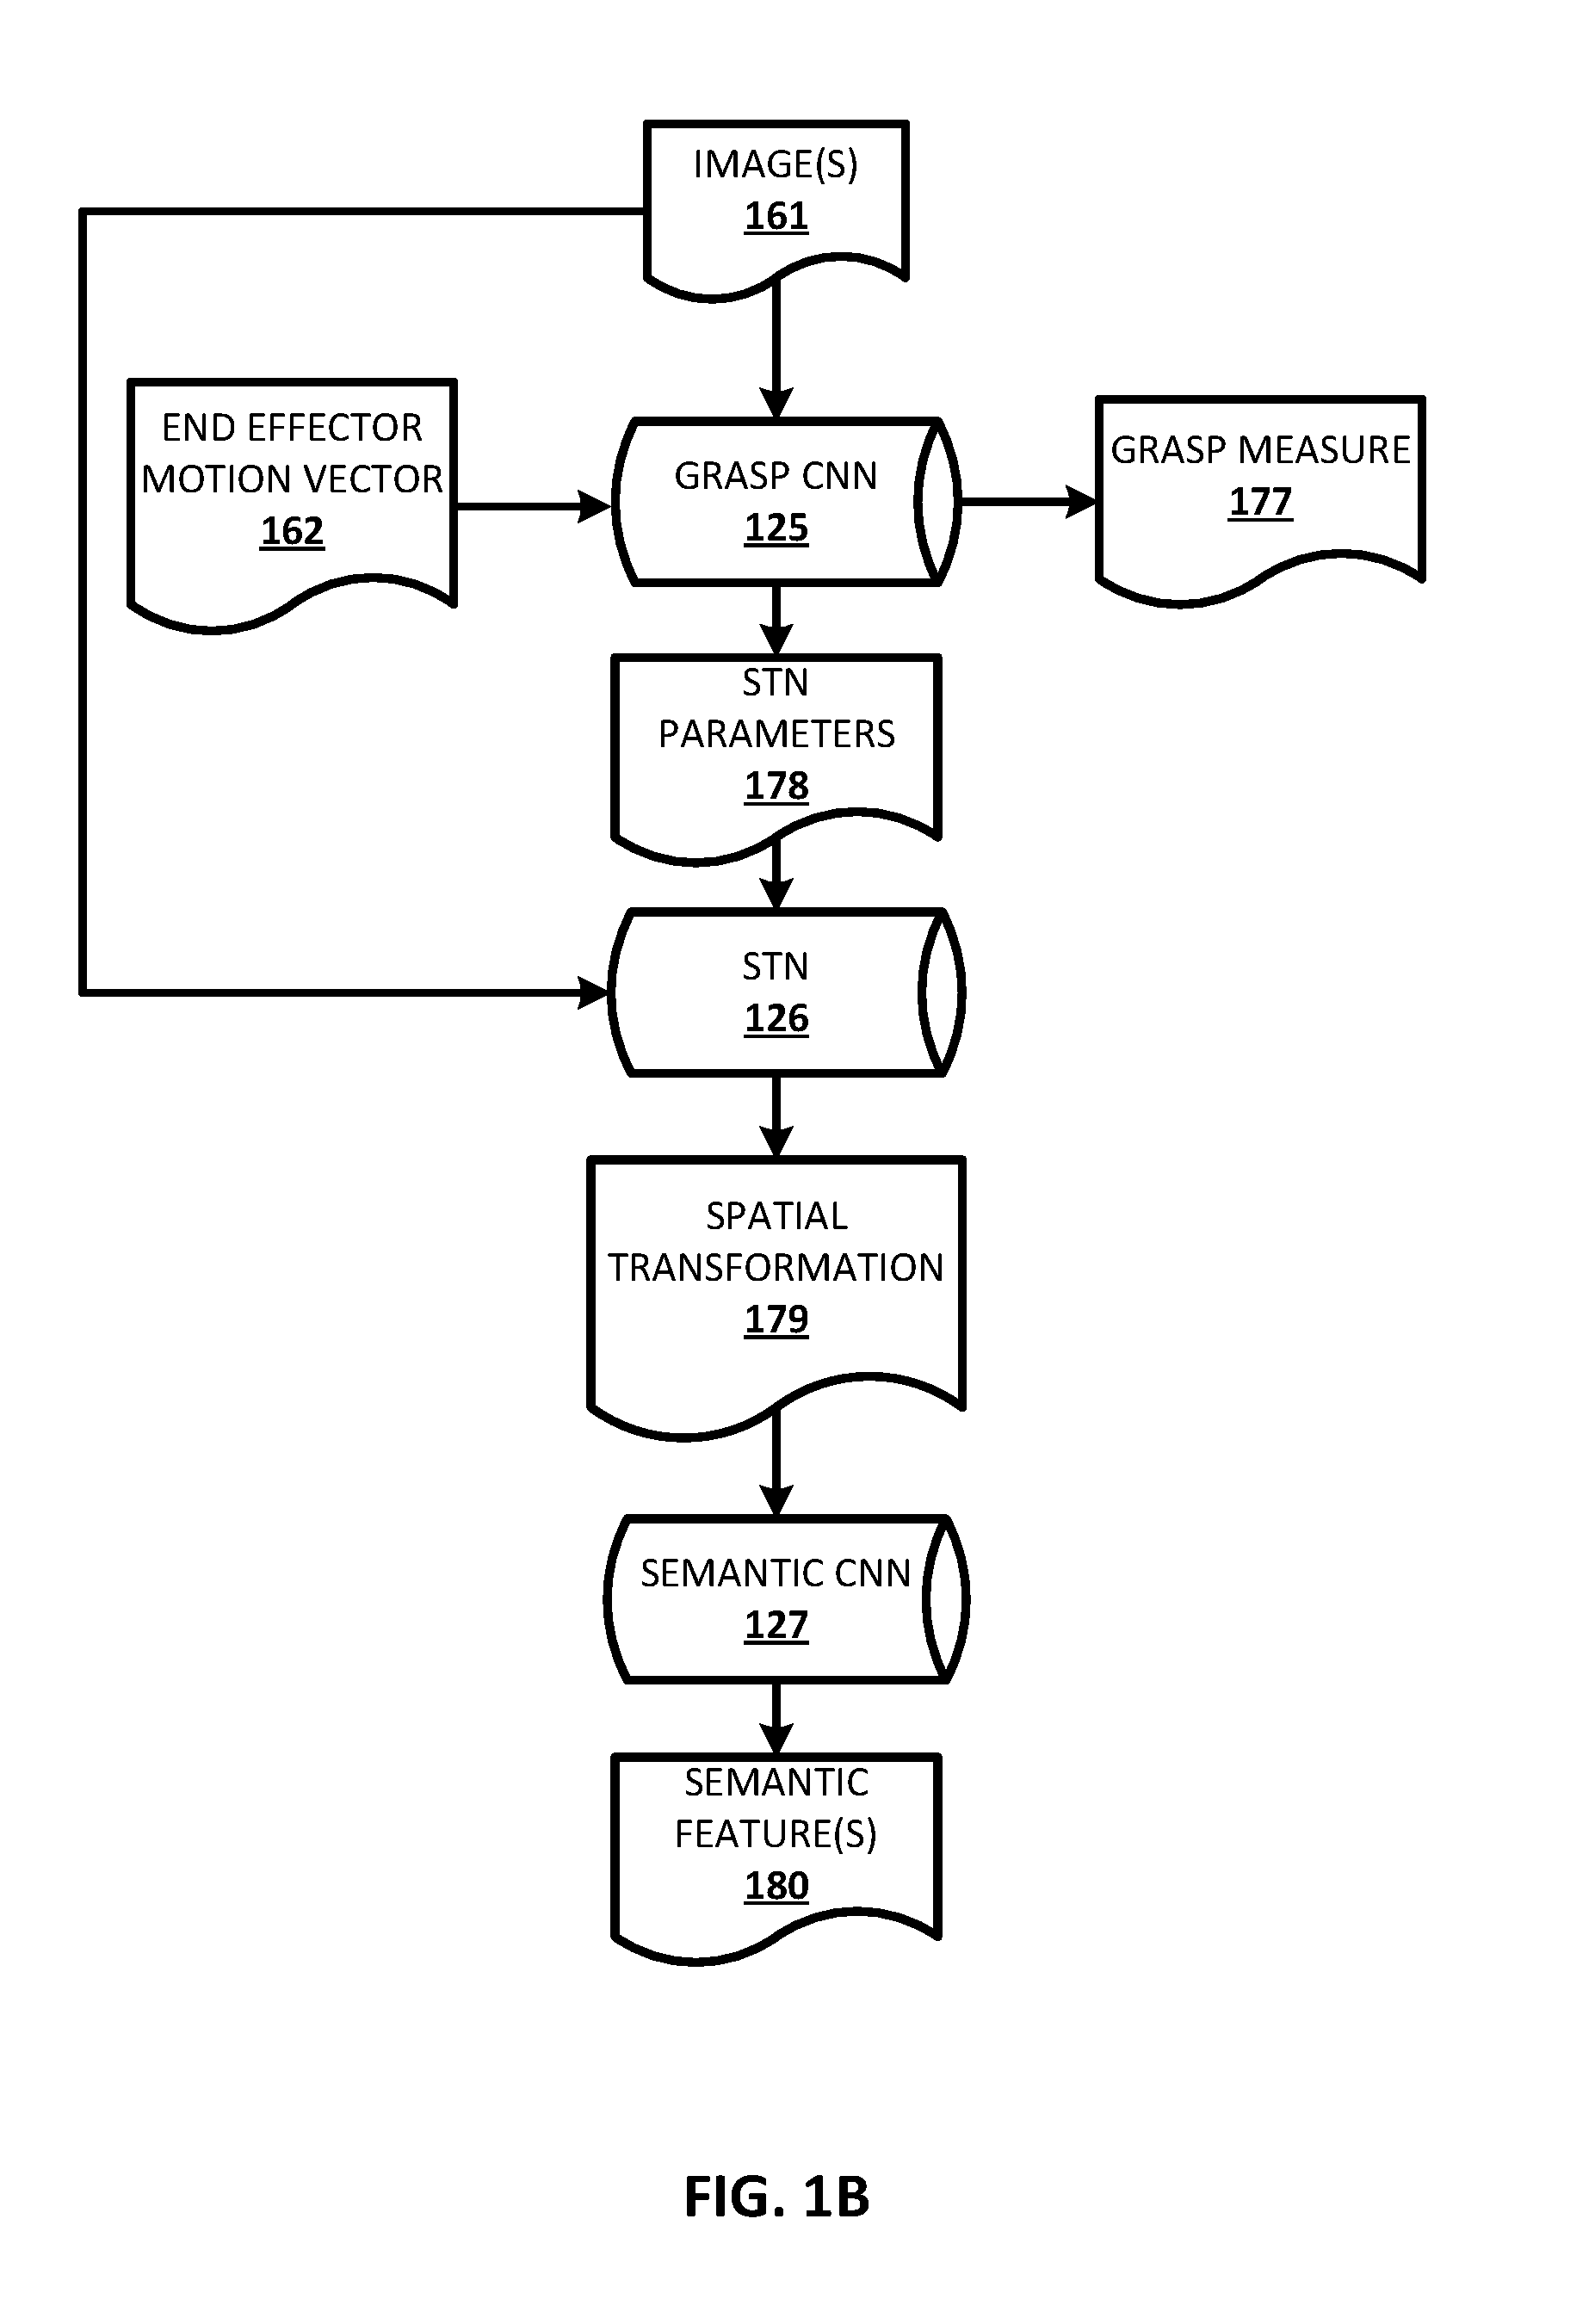 IMAGE(S)
161
END EFFECTOR
MOTION VECTOR
162
GRASP CNN
125
GRASP MEASURE
177
STN
PARAMETERS
178
STN
126
SPATIAL
TRANSFORMATION
179
SEMANTIC CNN
127
SEMANTIC
FEATURE(S)
180
FIG. 1B